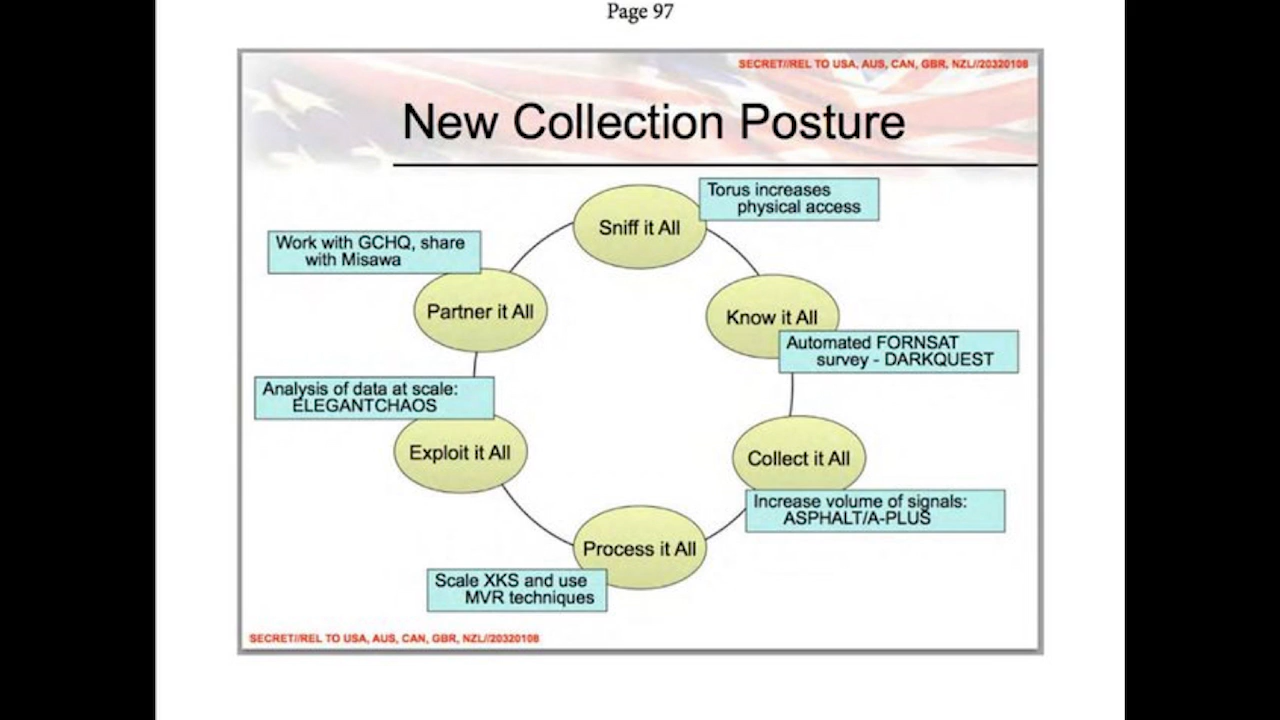 Page 97
SECRET//REL TO USA, AUS, CAN, GBR, NZL//20320108
New Collection Posture
Torus increases
physical access
Sniff it All
Work with GCHQ, share
with Misawa
Partner it All
Know it All
Automated FORNSAT
survey - DARKQUEST
Analysis of data at scale:
ELEGANTCHAOS
Exploit it All
Collect it All
Increase volume of signals:
ASPHALT/A-PLUS
Process it All
Scale XKS and use
MVR techniques
SECRET//REL TO USA, AUS, CAN, GBR, NZL//20320108